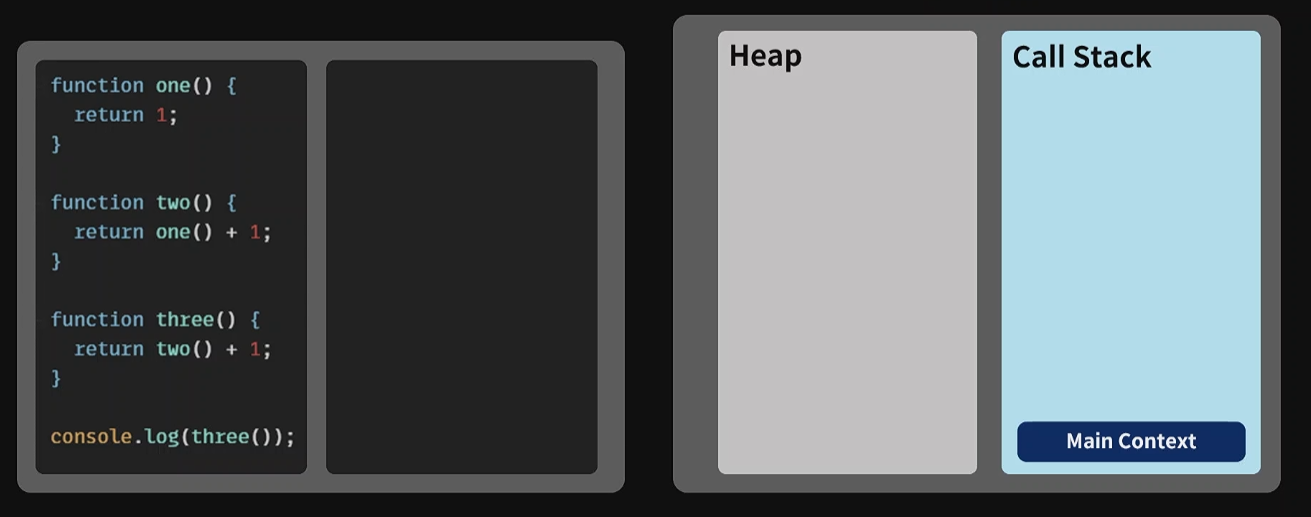 function one() {
  return 1;
}
function two() {
  return one() + 1;
}
function three() {
  return two() + 1;
}
console.log(three());
Heap
Call Stack
Main Context